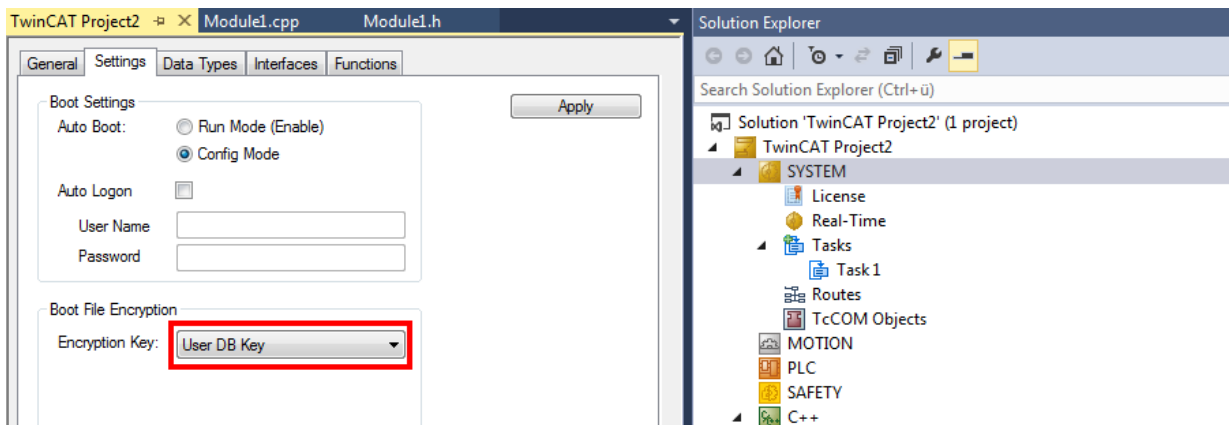 TwinCAT Project2 Module1.cpp Module1.h
General Settings Data Types Interfaces Functions
Boot Settings
Apply
Auto Boot: Run Mode (Enable)
Config Mode
Auto Logon
User Name
Password
Boot File Encryption
Encryption Key: User DB Key
Solution Explorer
Search Solution Explorer (Ctrl+ü)
Solution 'TwinCAT Project2' (1 project)
TwinCAT Project2
SYSTEM
License
Real-Time
Tasks
Task 1
Routes
TcCOM Objects
MOTION
PLC
SAFETY
C++